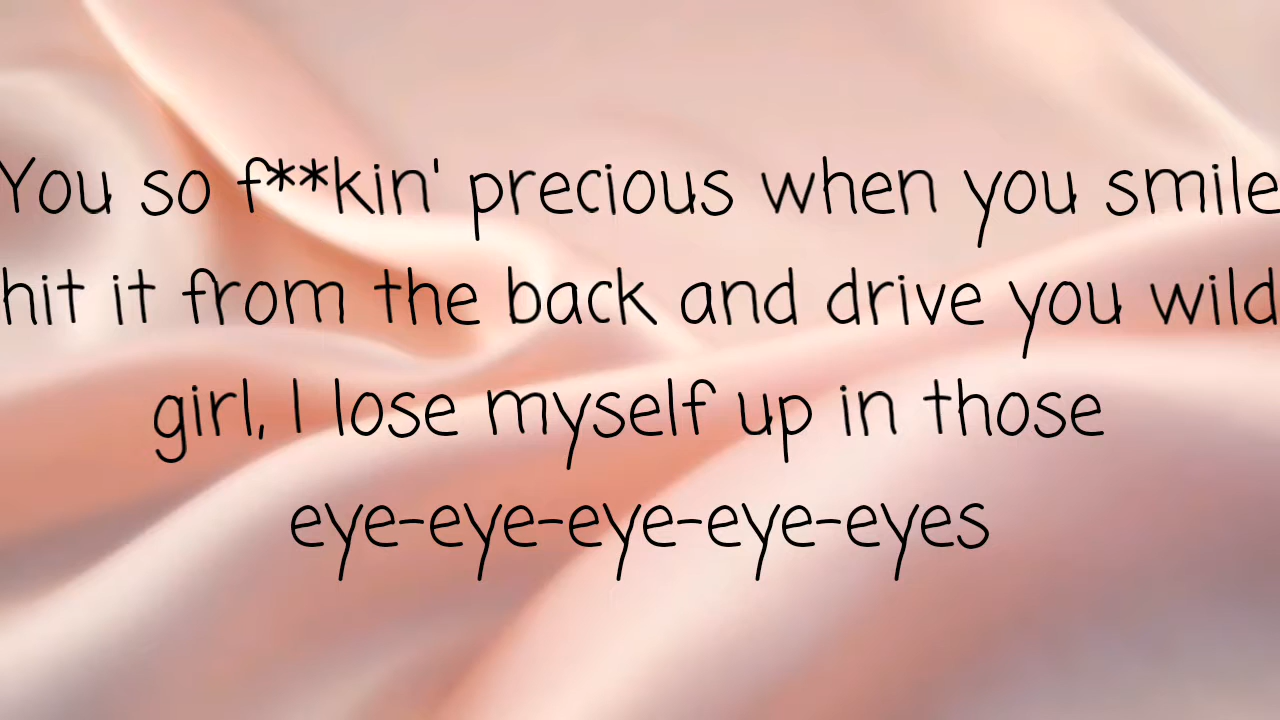 You so f**kin' precious when you smile
hit it from the back and drive you wild
girl, I lose myself up in those
eye-eye-eye-eye-eyes